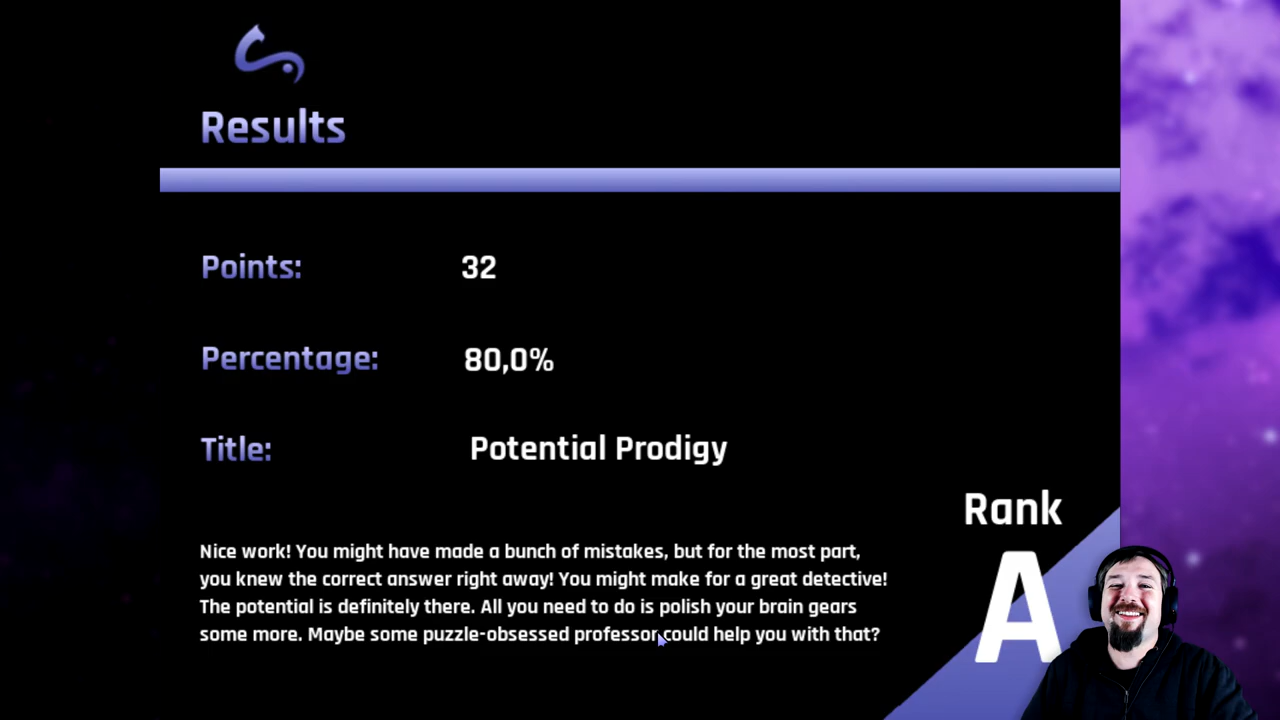 Results
Points: 32
Percentage: 80,0%
Title: Potential Prodigy
Rank
A
Nice work! You might have made a bunch of mistakes, but for the most part,
you knew the correct answer right away! You might make for a great detective!
The potential is definitely there. All you need to do is polish your brain gears
some more. Maybe some puzzle-obsessed professor could help you with that?